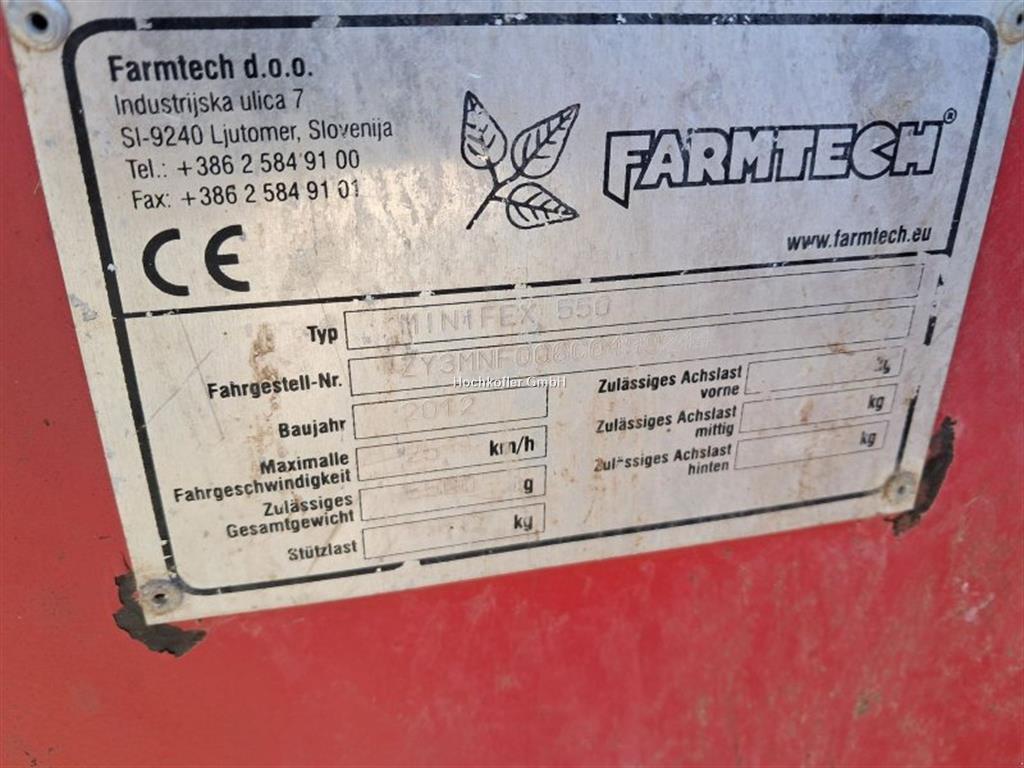 Farmtech d.o.o.
Industrijska ulica 7
SI-9240 Ljutomer, Slovenija
Tel.: +386 2 584 91 00
Fax: +386 2 584 91 01
FARMTECH®
www.farmtech.eu
CE
Typ MINIFEX 550
Fahrgestell-Nr.
Hochkofler GmbH
Baujahr 2012
Maximalle
Fahrgeschwindigkeit 25 km/h
Zulässiges
Gesamtgewicht g
Stützlast kg
Zulässiges Achslast
vorne kg
Zulässiges Achslast
mittig kg
Zulässiges Achslast
hinten kg